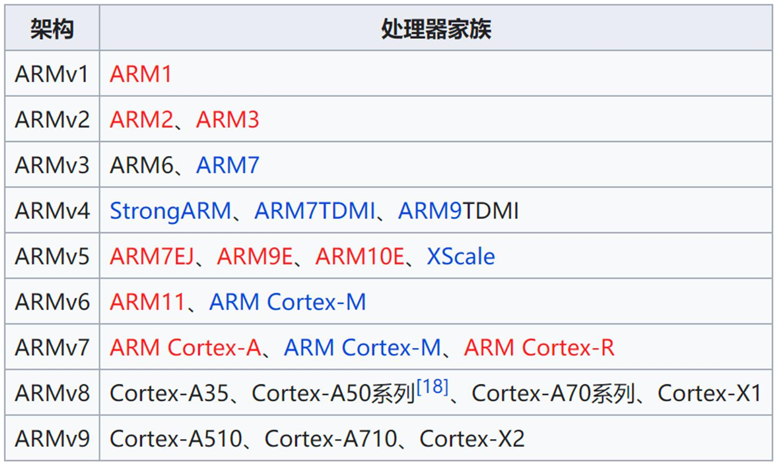 架构 处理器家族
ARMv1 ARM1
ARMv2 ARM2、ARM3
ARMv3 ARM6、ARM7
ARMv4 StrongARM、ARM7TDMI、ARM9TDMI
ARMv5 ARM7EJ、ARM9E、ARM10E、XScale
ARMv6 ARM11、ARM Cortex-M
ARMv7 ARM Cortex-A、ARM Cortex-M、ARM Cortex-R
ARMv8 Cortex-A35、Cortex-A50系列[18]、Cortex-A70系列、Cortex-X1
ARMv9 Cortex-A510、Cortex-A710、Cortex-X2